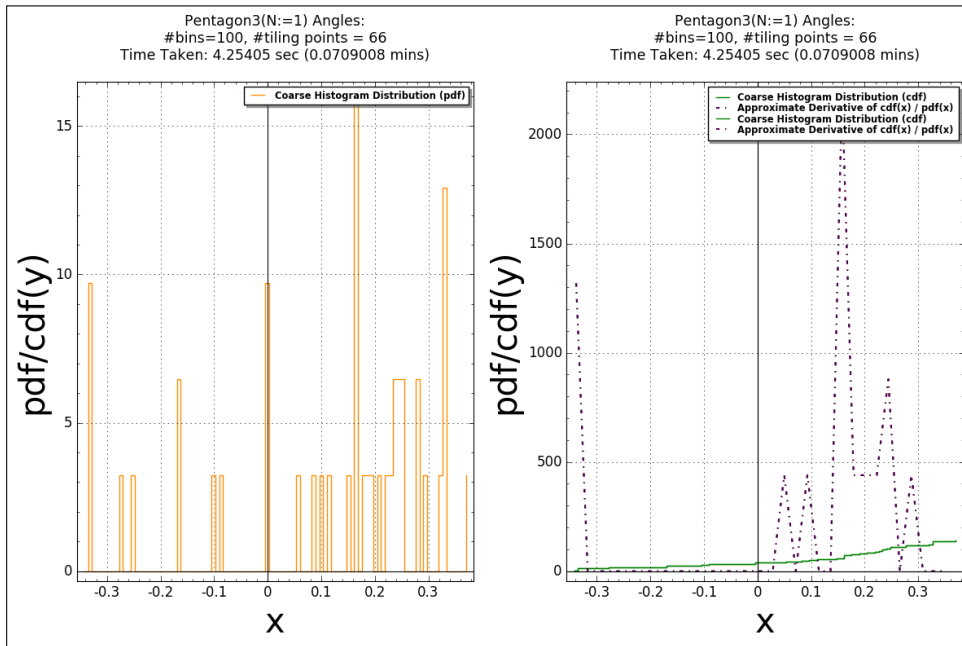 Pentagon3(N:=1) Angles:
#bins=100, #tiling points = 66
Time Taken: 4.25405 sec (0.0709008 mins)
Coarse Histogram Distribution (pdf)
15
10
5
0
pdf/cdf(y)
-0.3
-0.2
-0.1
0
0.1
0.2
0.3
x
Pentagon3(N:=1) Angles:
#bins=100, #tiling points = 66
Time Taken: 4.25405 sec (0.0709008 mins)
Coarse Histogram Distribution (cdf)
Approximate Derivative of cdf(x) / pdf(x)
Coarse Histogram Distribution (cdf)
Approximate Derivative of cdf(x) / pdf(x)
2000
1500
1000
500
0
pdf/cdf(y)
-0.3
-0.2
-0.1
0
0.1
0.2
0.3
x